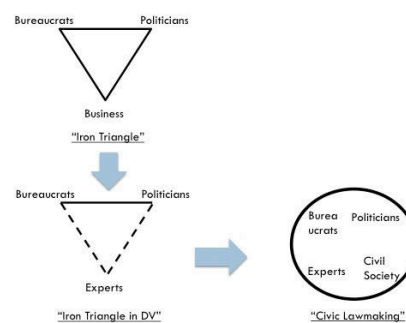 Bureaucrats Politicians
Business
“Iron Triangle”
Bureaucrats Politicians
Experts
“Iron Triangle in DV”
Burea
ucrats
Politicians
Experts
Civil
Society
“Civic Lawmaking”